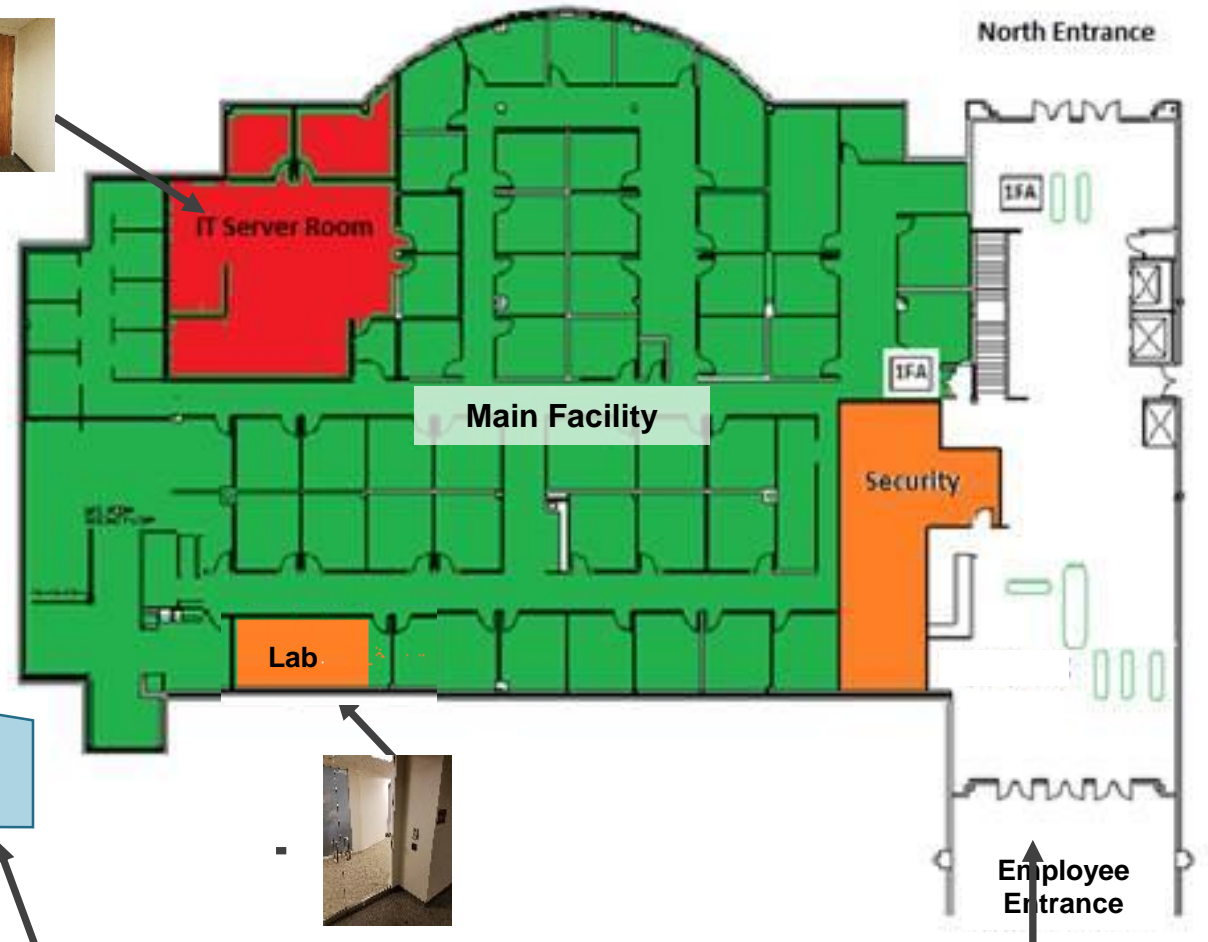 North Entrance
1FA
IT Server Room
1FA
Main Facility
Security
Lab
Employee
Entrance